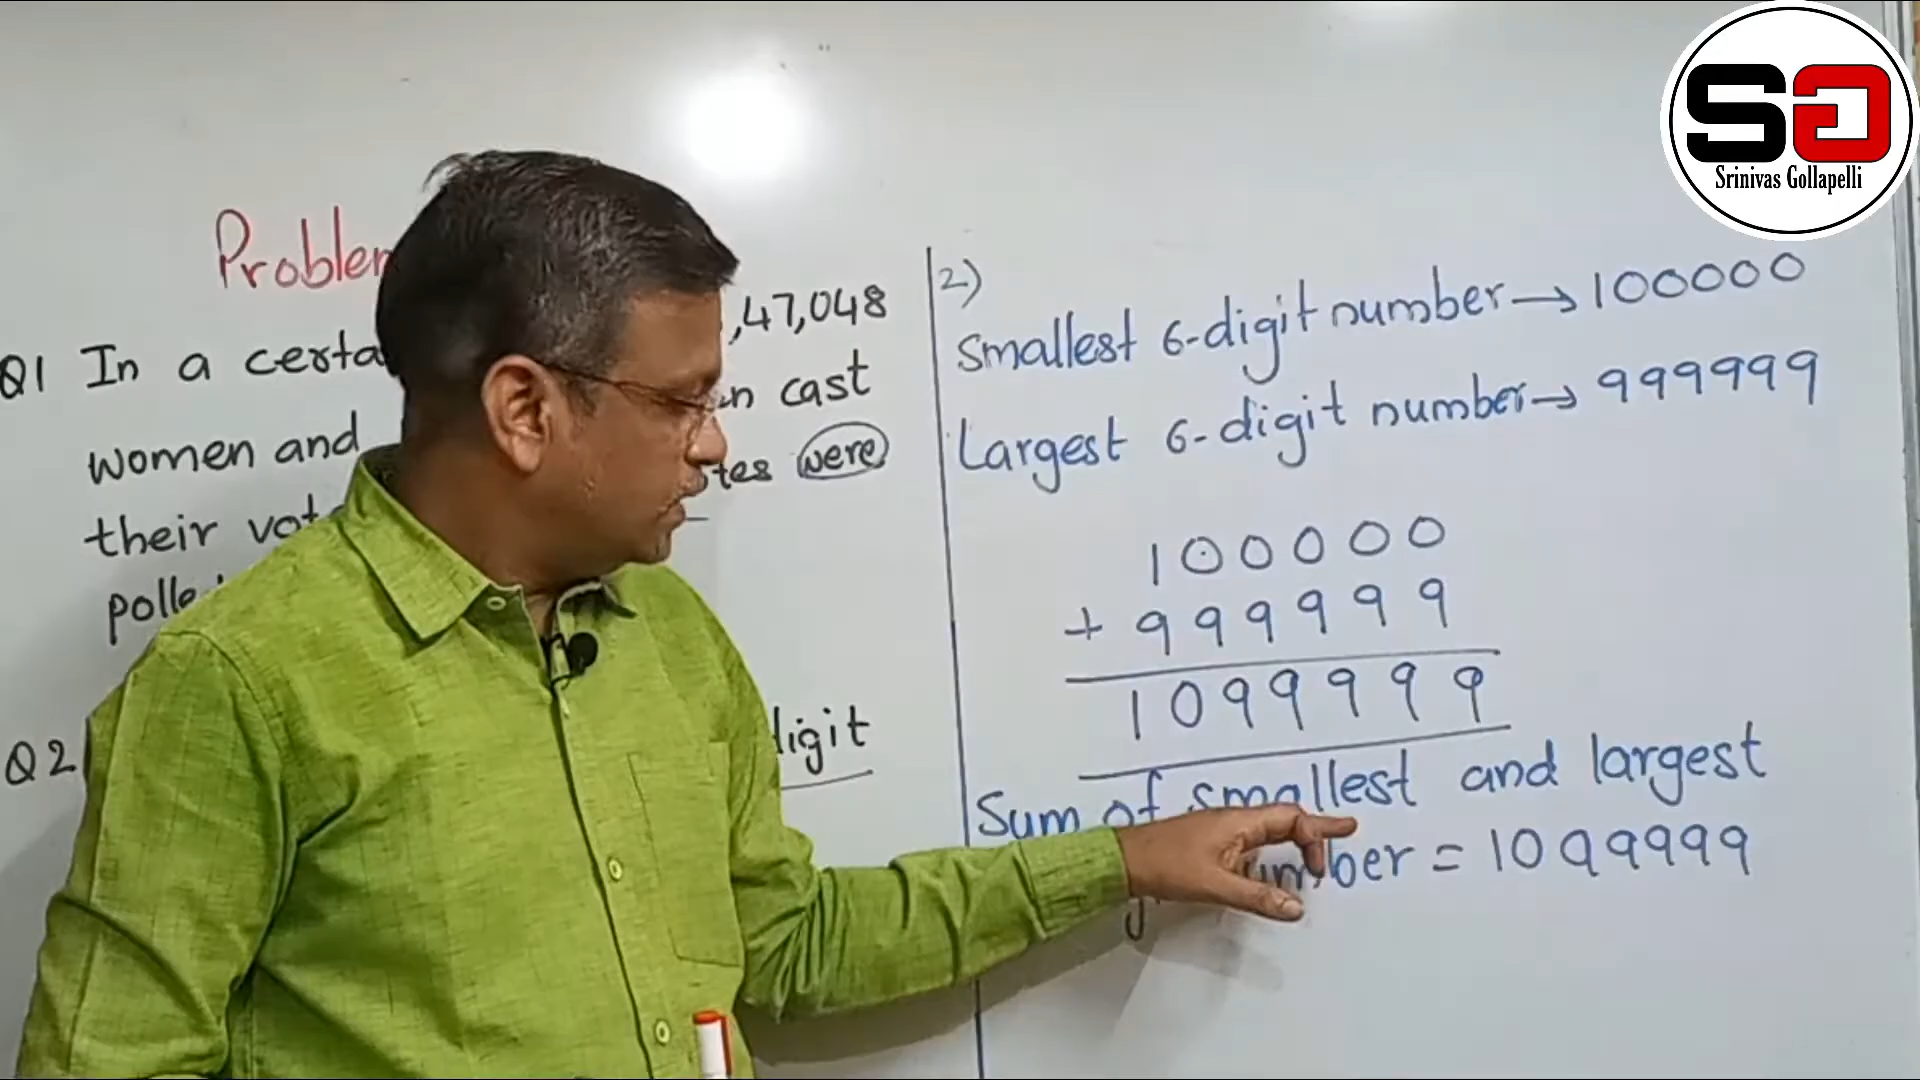 SG
Srinivas Gollapelli
Problem
Q1 In a certa ,47,048
women and cast
their vot tes were
polle
Q2 digit
2)
Smallest 6-digit number → 100000
Largest 6-digit number → 999999
100000
+ 999999
1099999
Sum of smallest and largest
number = 1099999